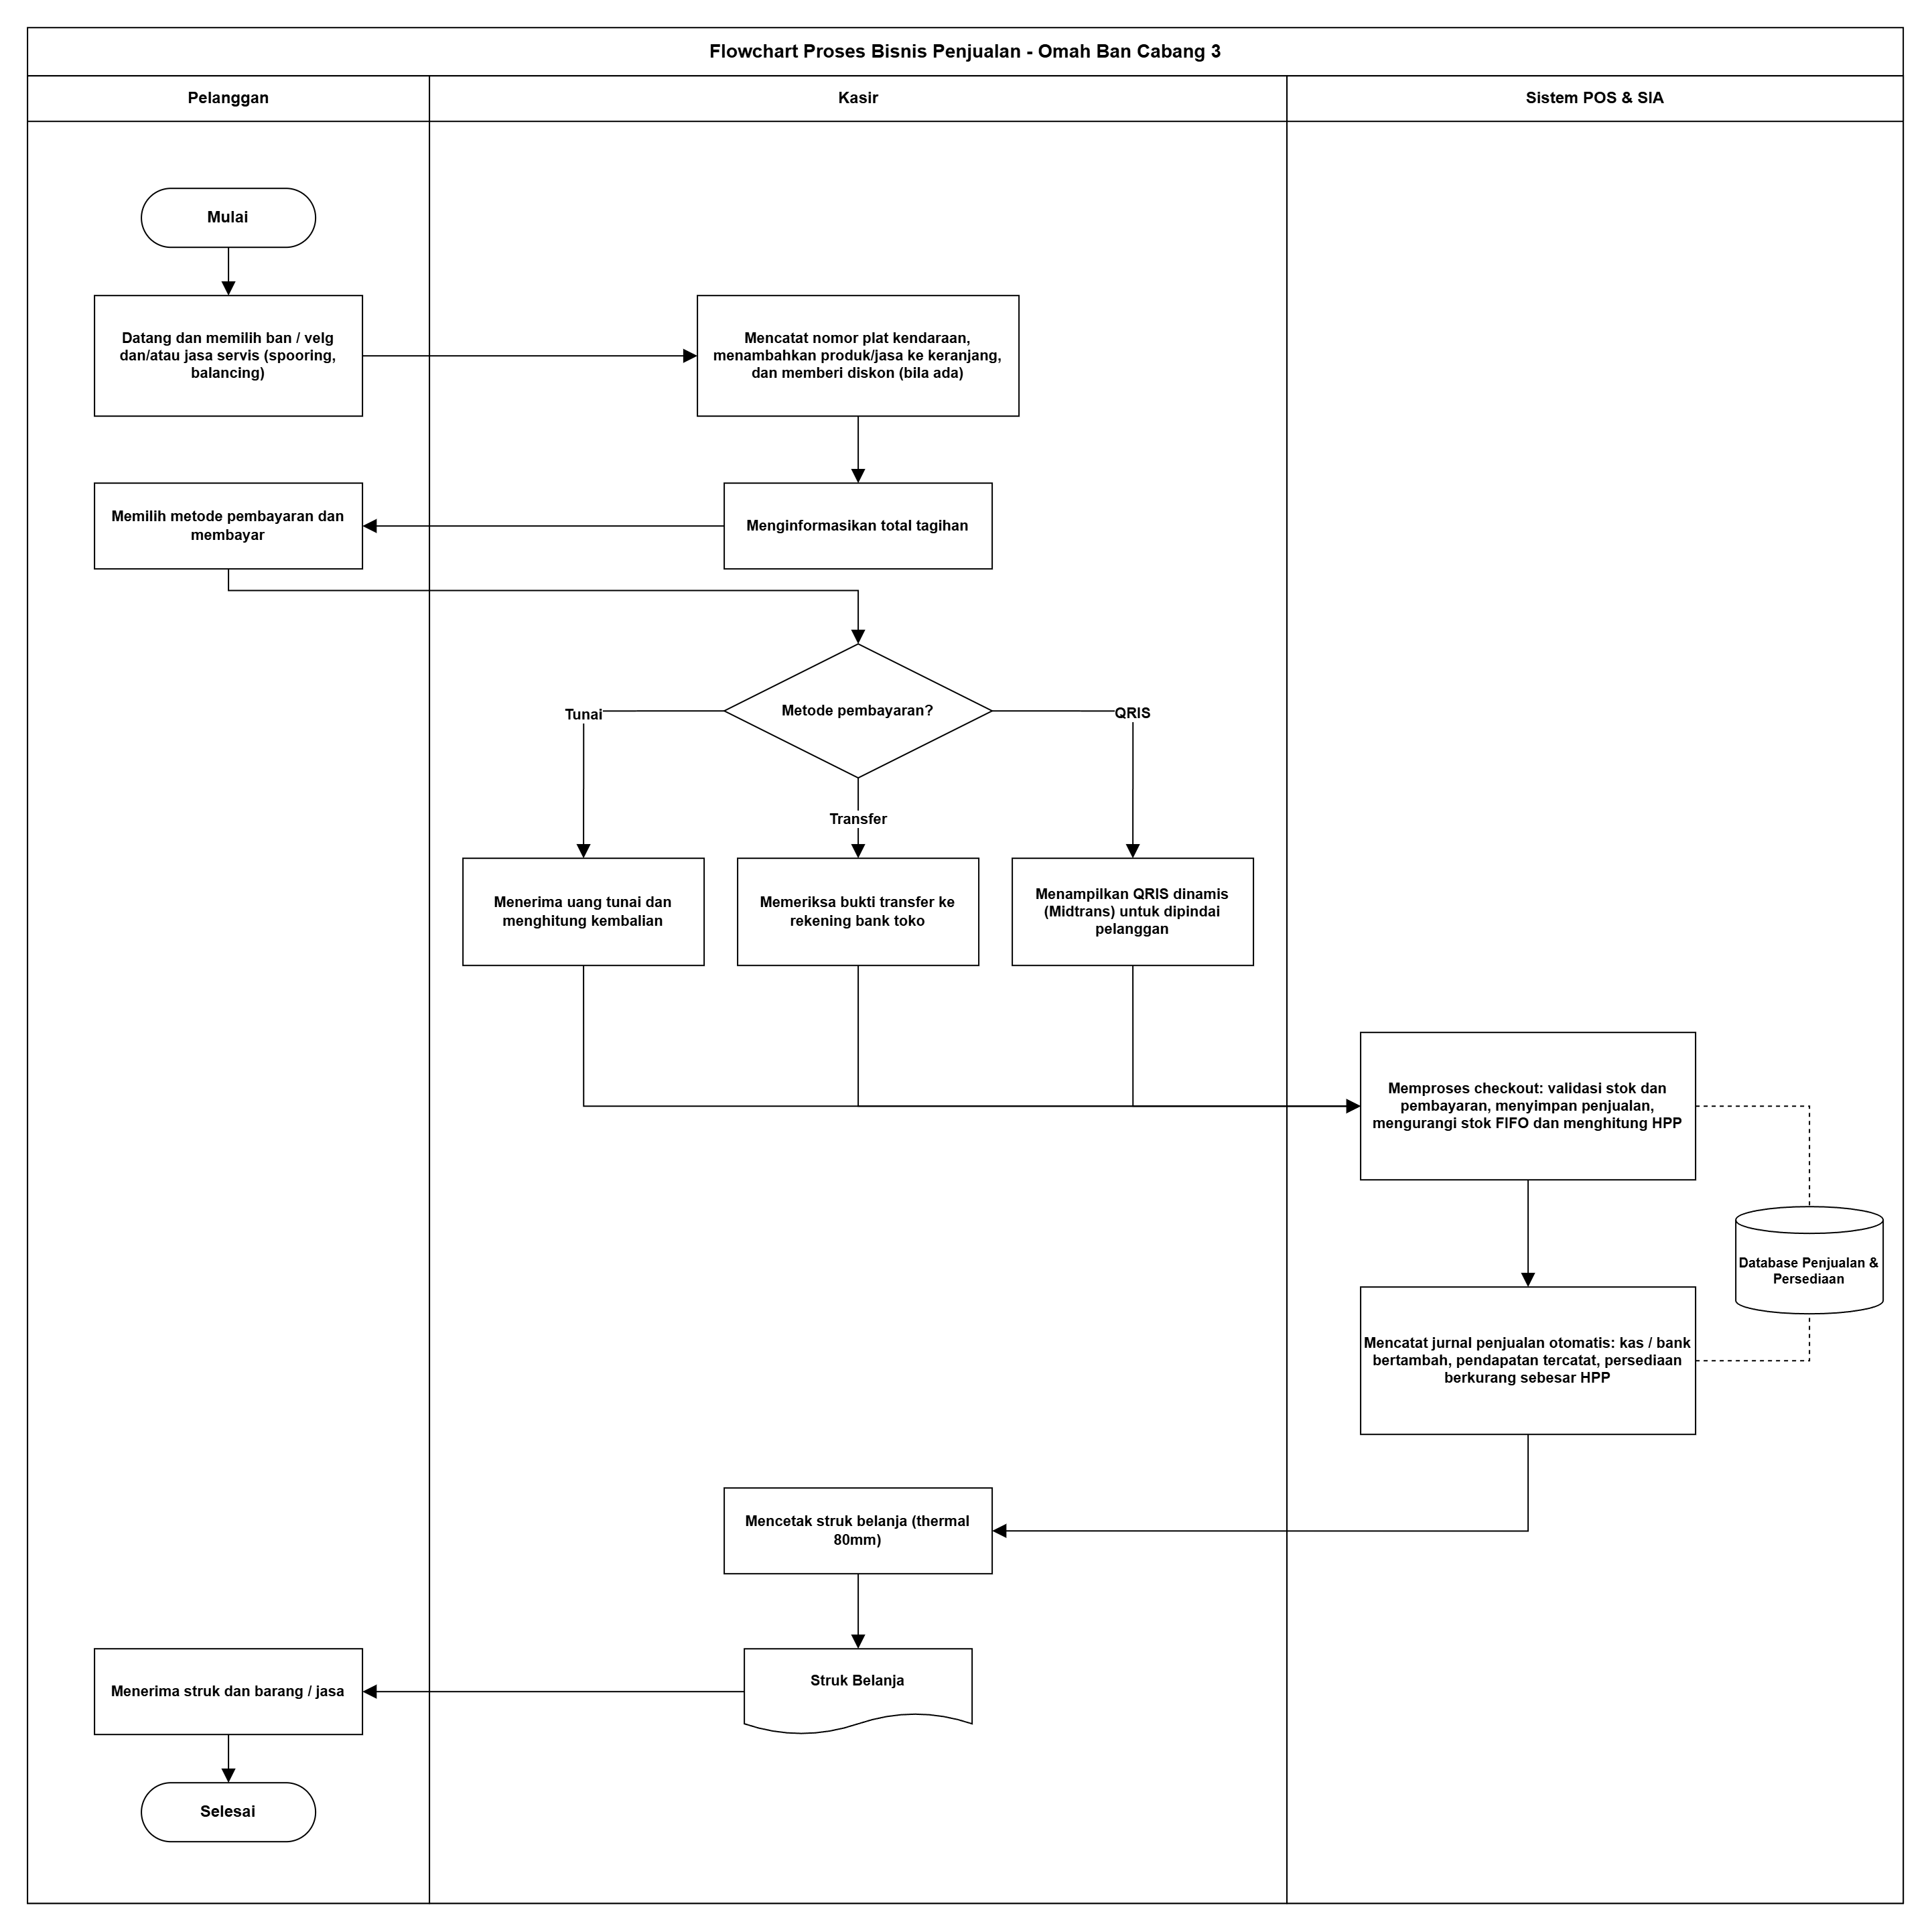 Flowchart Proses Bisnis Penjualan - Omah Ban Cabang 3
Pelanggan
Kasir
Sistem POS & SIA
Mulai
Datang dan memilih ban / velg
dan/atau jasa servis (spooring,
balancing)
Mencatat nomor plat kendaraan,
menambahkan produk/jasa ke keranjang,
dan memberi diskon (bila ada)
Menginformasikan total tagihan
Memilih metode pembayaran dan
membayar
Metode pembayaran?
Tunai
Transfer
QRIS
Menerima uang tunai dan
menghitung kembalian
Memeriksa bukti transfer ke
rekening bank toko
Menampilkan QRIS dinamis
(Midtrans) untuk dipindai
pelanggan
Memproses checkout: validasi stok dan
pembayaran, menyimpan penjualan,
mengurangi stok FIFO dan menghitung HPP
Database Penjualan &
Persediaan
Mencatat jurnal penjualan otomatis: kas / bank
bertambah, pendapatan tercatat, persediaan
berkurang sebesar HPP
Mencetak struk belanja (thermal
80mm)
Struk Belanja
Menerima struk dan barang / jasa
Selesai